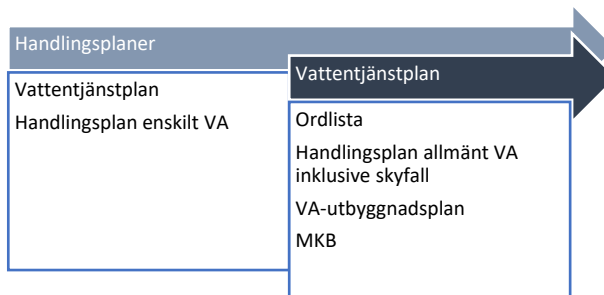 Handlingsplaner
Vattentjänstplan
Handlingsplan enskilt VA
Vattentjänstplan
Ordlista
Handlingsplan allmänt VA
inklusive skyfall
VA-utbyggnadsplan
MKB